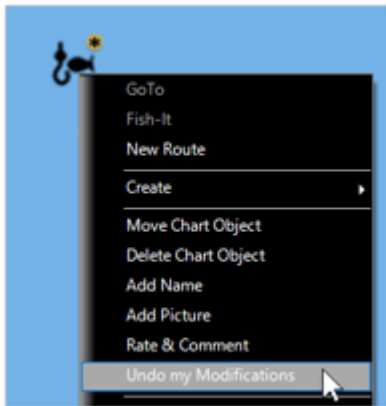 GoTo
Fish-It
New Route
Create
Move Chart Object
Delete Chart Object
Add Name
Add Picture
Rate & Comment
Undo my Modifications